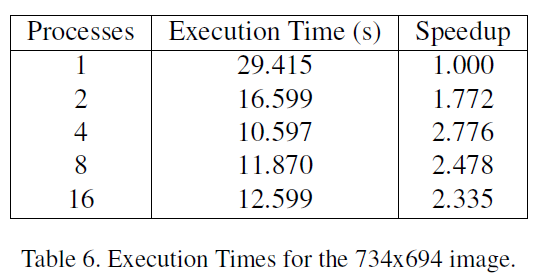 Processes Execution Time (s) Speedup
1 29.415 1.000
2 16.599 1.772
4 10.597 2.776
8 11.870 2.478
16 12.599 2.335
Table 6. Execution Times for the 734x694 image.